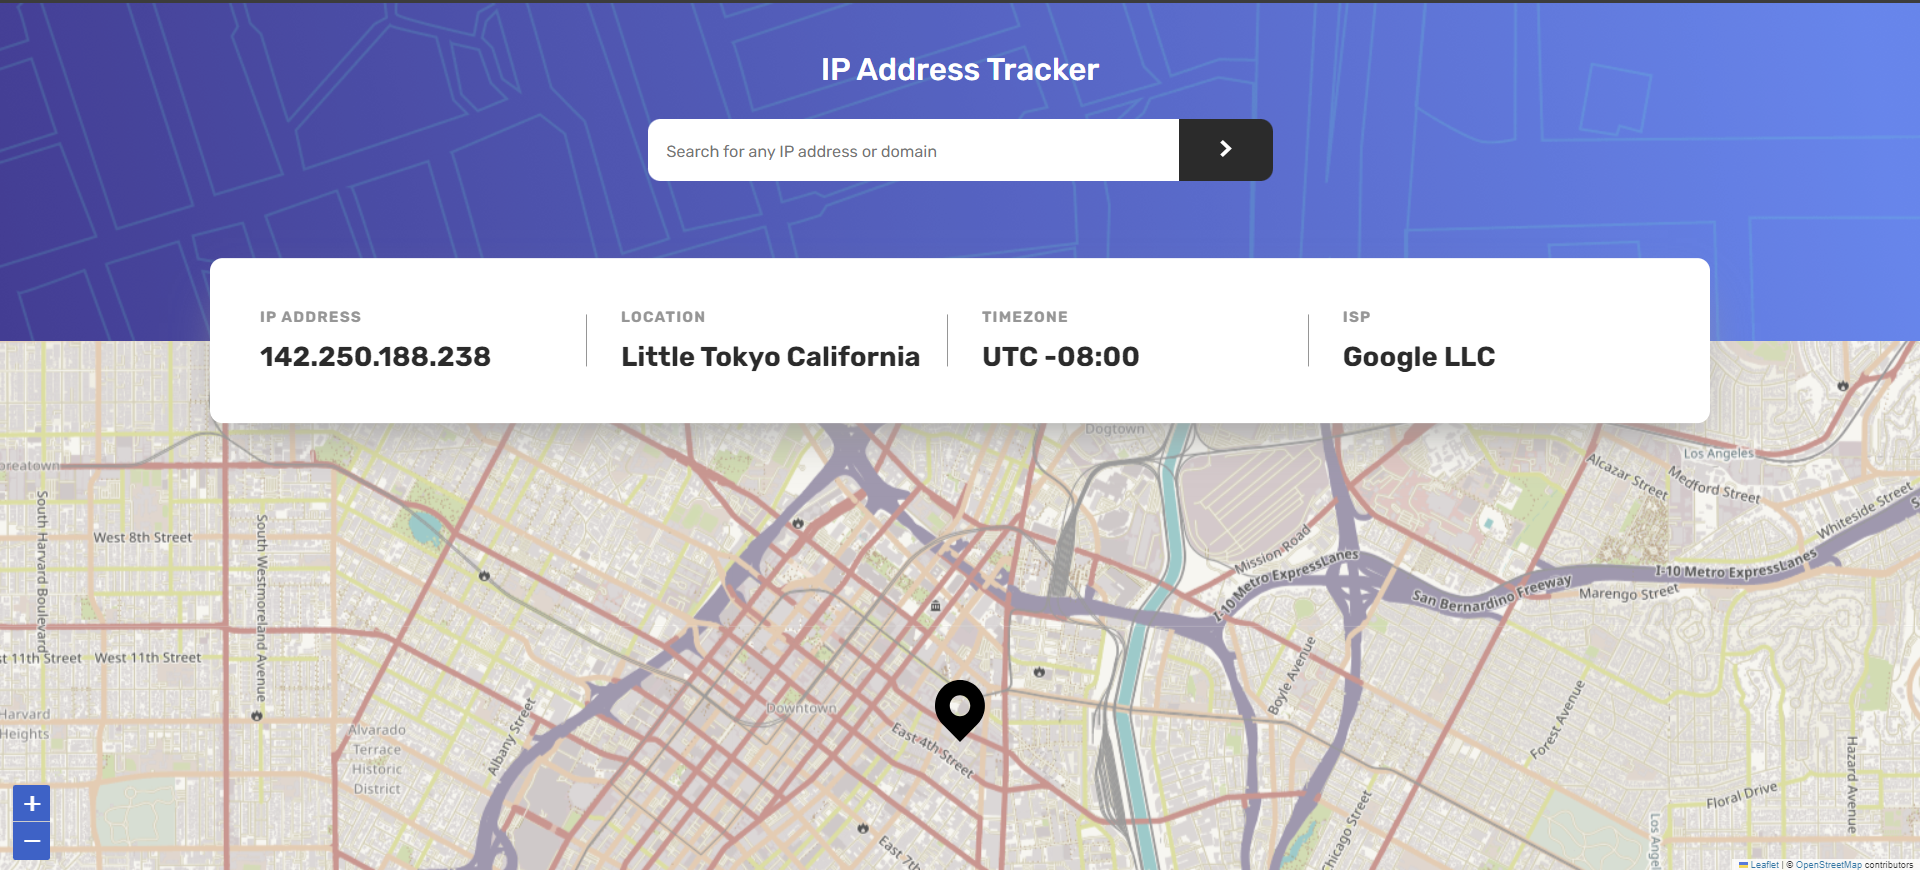 IP Address Tracker
Search for any IP address or domain
IP ADDRESS
142.250.188.238
LOCATION
Little Tokyo California
TIMEZONE
UTC -08:00
ISP
Google LLC
Dogtown
Los Angeles
oreatown
Alcazar Street
Medford Street
Whiteside Street
South Harvard Boulevard
South Westmoreland Avenue
West 8th Street
Mission Road
I-10 Metro ExpressLanes
I-10 Metro ExpressLanes
San Bernardino Freeway
Marengo Street
t 11th Street
West 11th Street
Boyle Avenue
Harvard
Heights
Downtown
Alvarado
Terrace
Historic
District
Albany Street
East 4th Street
Forest Avenue
Hazard Avenue
Floral Drive
Chicago Street
East 7th
Los Angel
+
−
Leaflet | © OpenStreetMap contributors